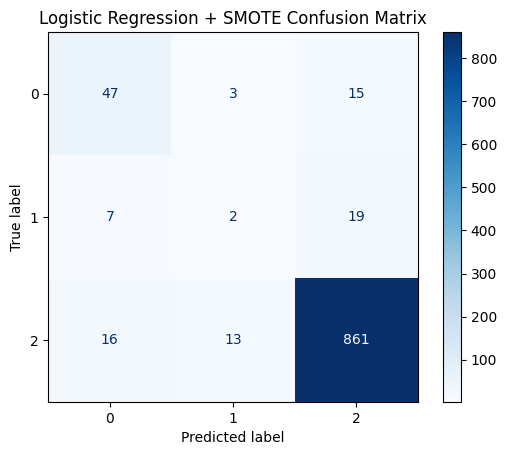 Logistic Regression + SMOTE Confusion Matrix
0 47 3 15
1 7 2 19
2 16 13 861
0 1 2
Predicted label
True label
800
700
600
500
400
300
200
100